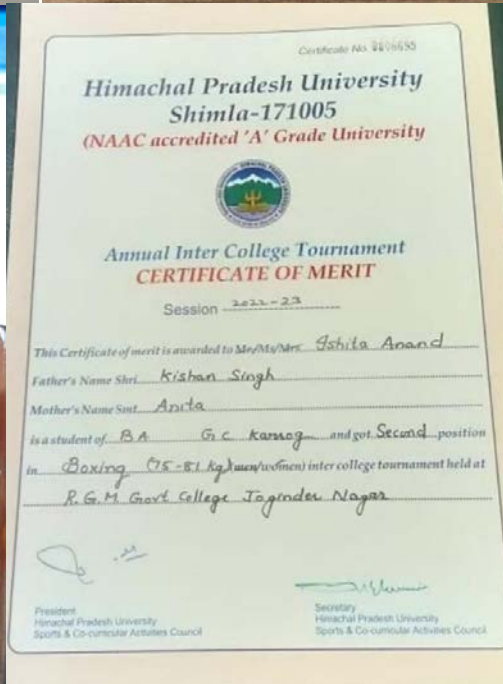 Certificate No.
Himachal Pradesh University
Shimla-171005
(NAAC accredited 'A' Grade University
Annual Inter College Tournament
CERTIFICATE OF MERIT
Session 2022-23
This Certificate of merit is awarded to Mr/Ms/Mrs. Ishita Anand
Father's Name Shri Kishan Singh
Mother's Name Smt. Anita
is a student of BA G C Karsog and got Second position
in Boxing (75-81 Kg) (men/women) inter college tournament held at
R.G.M Govt College Joginder Nagar
President
Himachal Pradesh University
Sports & Co-curricular Activities Council
Secretary
Himachal Pradesh University
Sports & Co-curricular Activities Council